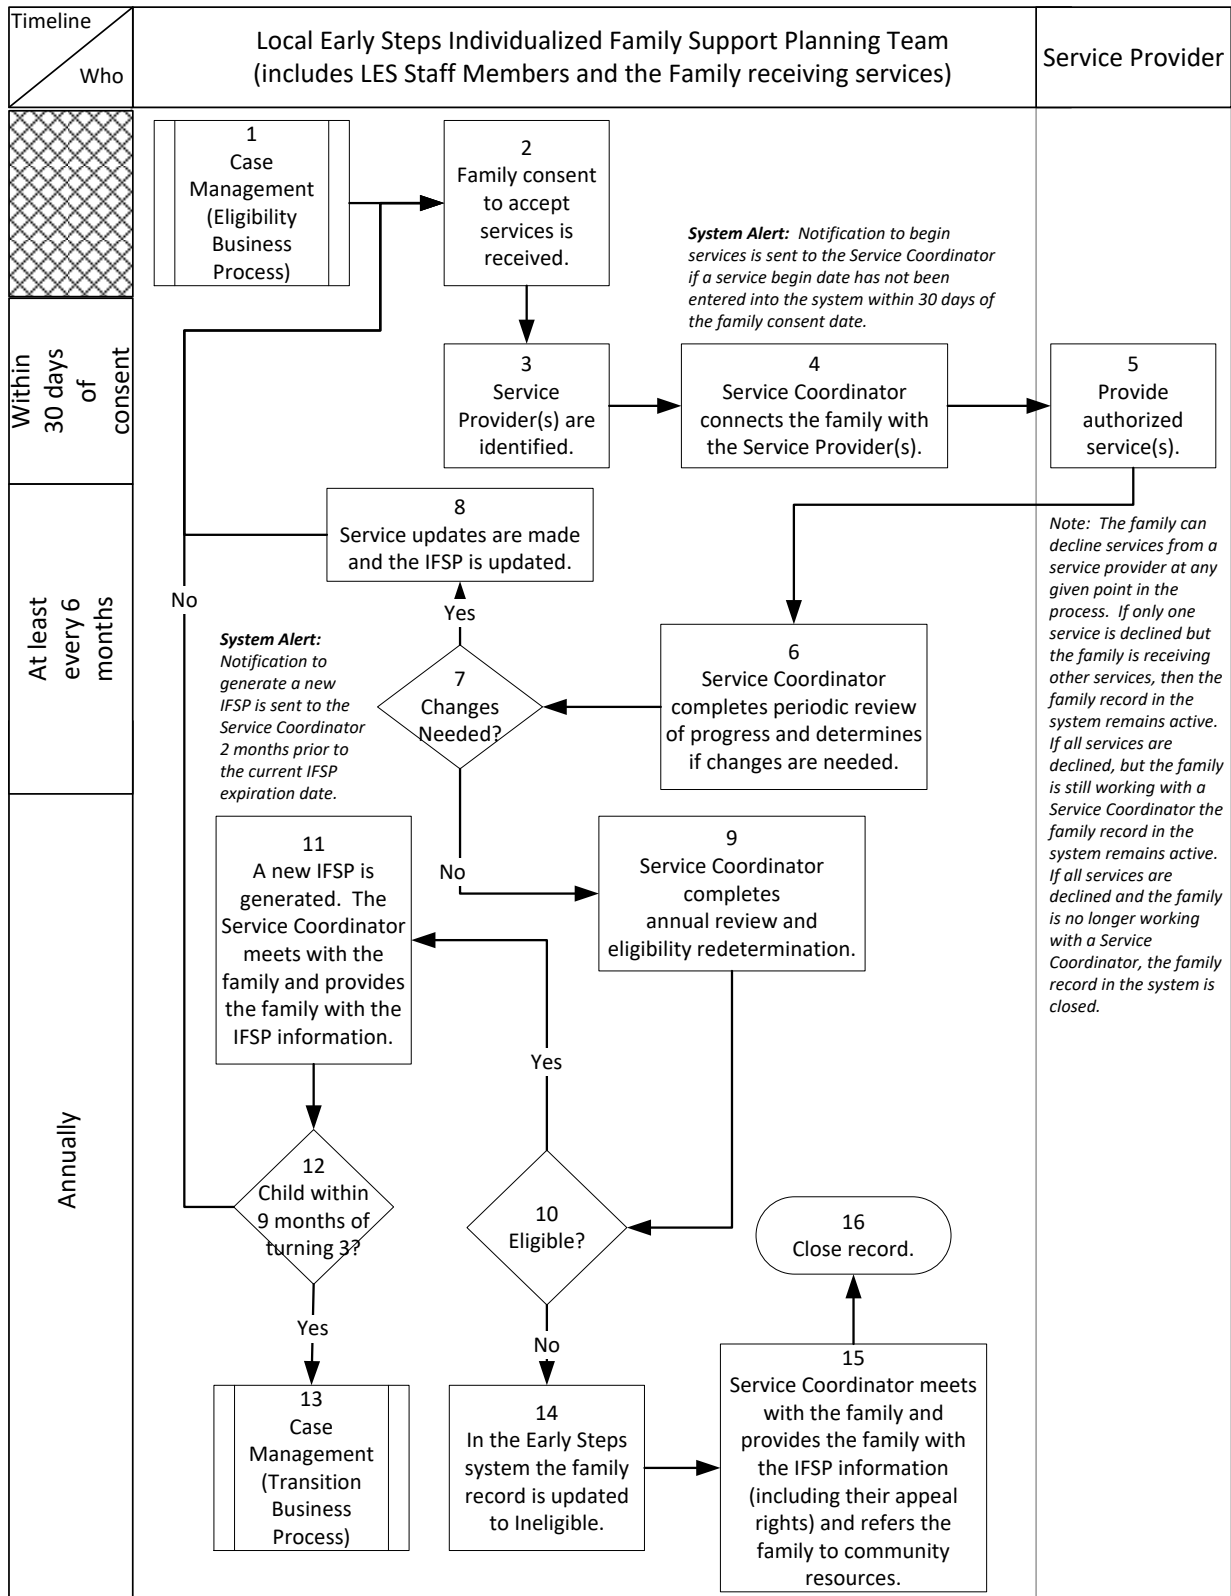 Timeline
Who
Local Early Steps Individualized Family Support Planning Team
(includes LES Staff Members and the Family receiving services)
Service Provider
1
Case
Management
(Eligibility
Business
Process)
2
Family consent
to accept
services is
received.
System Alert: Notification to begin
services is sent to the Service Coordinator
if a service begin date has not been
entered into the system within 30 days of
the family consent date.
Within
30 days
of
consent
3
Service
Provider(s) are
identified.
4
Service Coordinator
connects the family with
the Service Provider(s).
5
Provide
authorized
service(s).
At least
every 6
months
8
Service updates are made
and the IFSP is updated.
Note: The family can
decline services from a
service provider at any
given point in the
process. If only one
service is declined but
the family is receiving
other services, then the
family record in the
system remains active.
If all services are
declined, but the family
is still working with a
Service Coordinator the
family record in the
system remains active.
If all services are
declined and the family
is no longer working
with a Service
Coordinator, the family
record in the system is
closed.
No
Yes
System Alert:
Notification to
generate a new
IFSP is sent to the
Service Coordinator
2 months prior to
the current IFSP
expiration date.
7
Changes
Needed?
6
Service Coordinator
completes periodic review
of progress and determines
if changes are needed.
Annually
11
A new IFSP is
generated. The
Service Coordinator
meets with the
family and provides
the family with the
IFSP information.
No
9
Service Coordinator
completes
annual review and
eligibility redetermination.
Yes
12
Child within
9 months of
turning 3?
10
Eligible?
16
Close record.
Yes
No
13
Case
Management
(Transition
Business
Process)
14
In the Early Steps
system the family
record is updated
to Ineligible.
15
Service Coordinator meets
with the family and
provides the family with
the IFSP information
(including their appeal
rights) and refers the
family to community
resources.